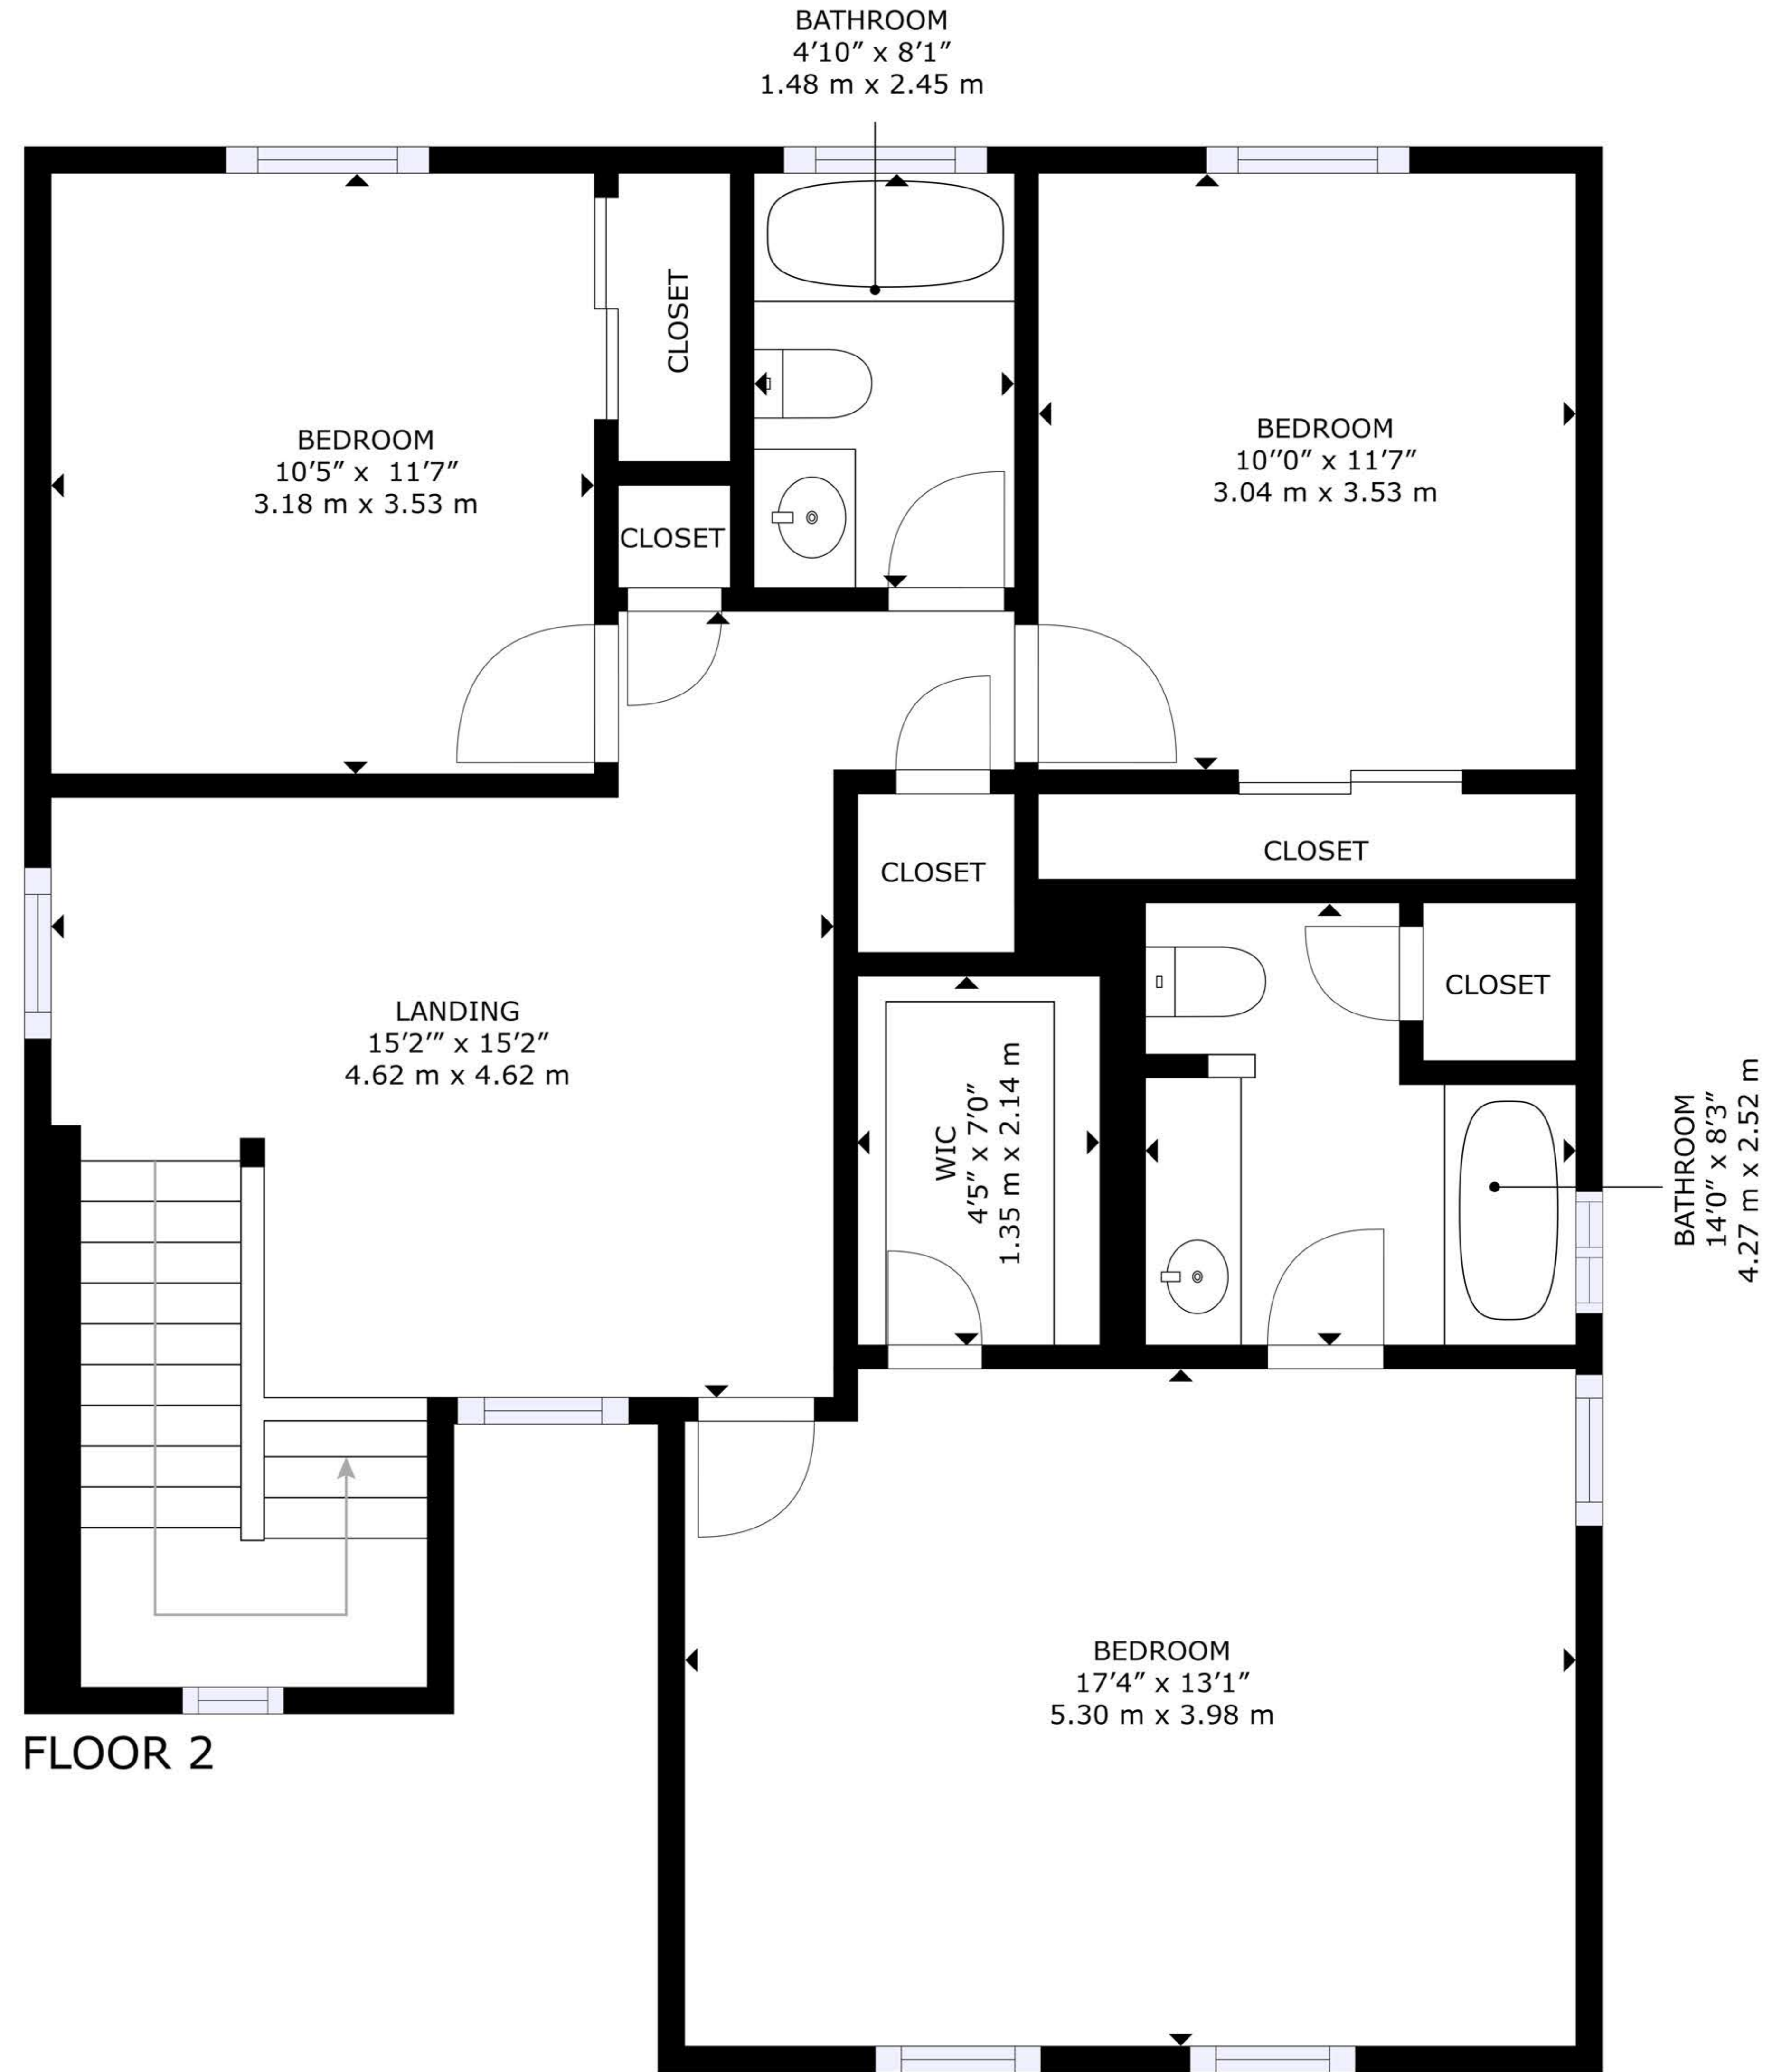 BATHROOM
4′10″ x 8′1″
1.48 m x 2.45 m
CLOSET
BEDROOM
10′5″ x 11′7″
3.18 m x 3.53 m
BEDROOM
10″0″ x 11′7″
3.04 m x 3.53 m
CLOSET
CLOSET
CLOSET
CLOSET
LANDING
15′2′″ x 15′2″
4.62 m x 4.62 m
WIC
4′5″ x 7′0″
1.35 m x 2.14 m
BATHROOM
14′0″ x 8′3″
4.27 m x 2.52 m
BEDROOM
17′4″ x 13′1″
5.30 m x 3.98 m
FLOOR 2